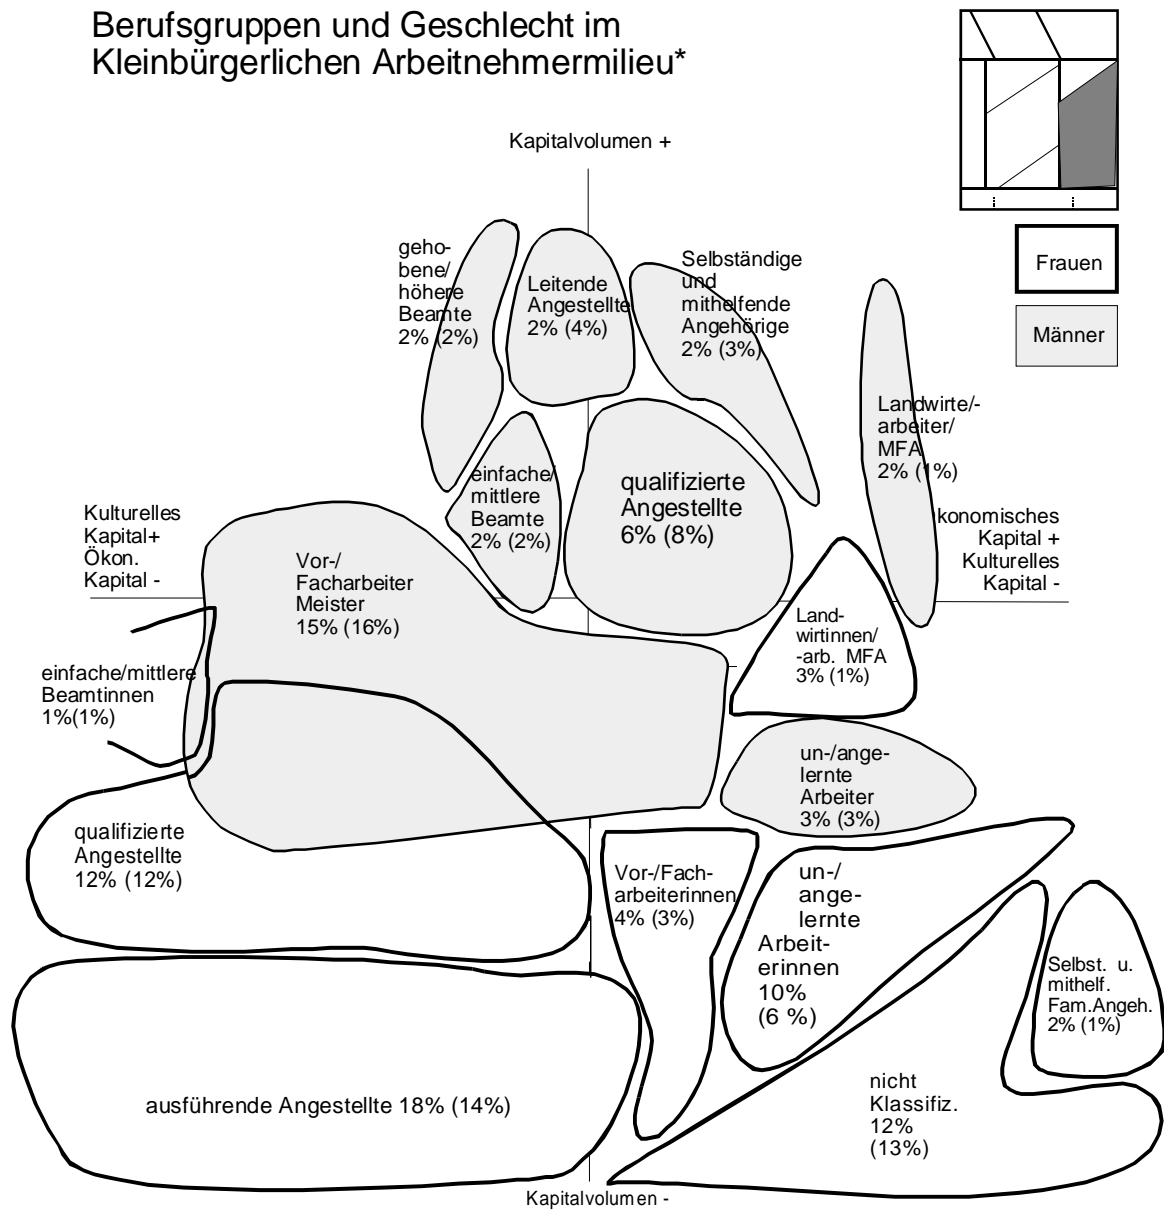 Berufsgruppen und Geschlecht im
Kleinbürgerlichen Arbeitnehmermilieu*
Kapitalvolumen +
Frauen
Männer
geho-
bene/
höhere
Beamte
2% (2%)
Leitende
Angestellte
2% (4%)
Selbständige
und
mithelfende
Angehörige
2% (3%)
Landwirte/-
arbeiter/
MFA
2% (1%)
einfache/
mittlere
Beamte
2% (2%)
qualifizierte
Angestellte
6% (8%)
Kulturelles
Kapital+
Ökon.
Kapital -
konomisches
Kapital +
Kulturelles
Kapital -
Vor-/
Facharbeiter
Meister
15% (16%)
Land-
wirtinnen/
-arb. MFA
3% (1%)
einfache/mittlere
Beamtinnen
1%(1%)
un-/ange-
lernte
Arbeiter
3% (3%)
qualifizierte
Angestellte
12% (12%)
Vor-/Fach-
arbeiterinnen
4% (3%)
un-/
ange-
lernte
Arbeit-
erinnen
10%
(6 %)
Selbst. u.
mithelf.
Fam.Angeh.
2% (1%)
ausführende Angestellte 18% (14%)
nicht
Klassifiz.
12%
(13%)
Kapitalvolumen -